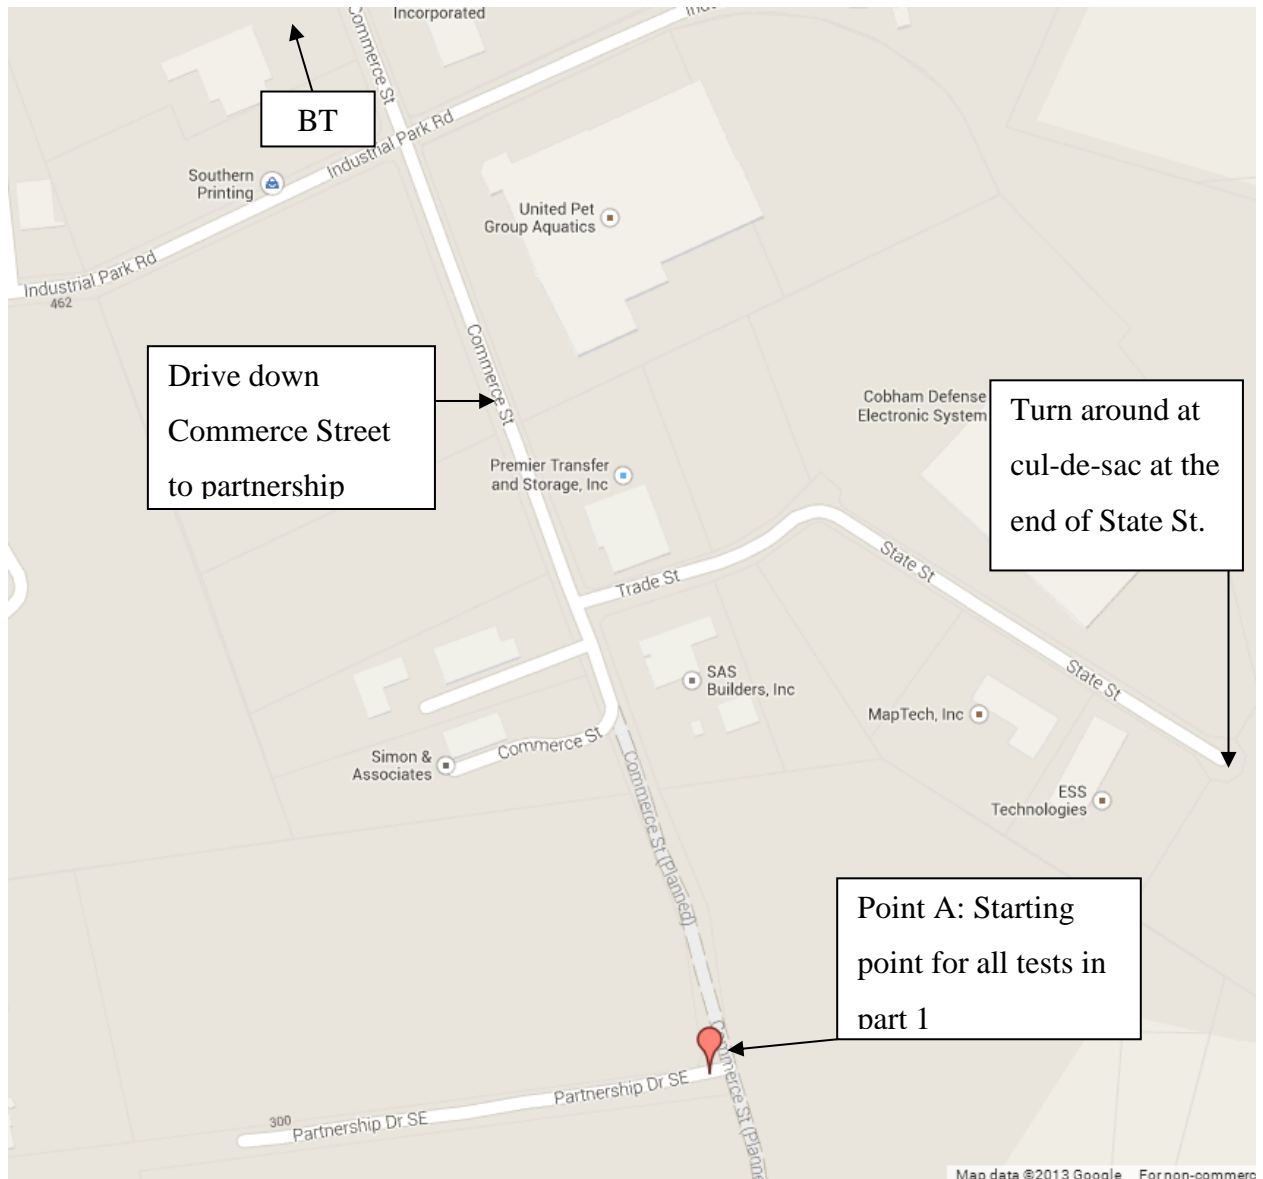 Incorporated
Commerce St
BT
Industrial Park Rd
Southern
Printing
United Pet
Group Aquatics
Industrial Park Rd
462
Commerce St
Drive down
Commerce Street
to partnership
Cobham Defense
Electronic System
Turn around at
cul-de-sac at the
end of State St.
Premier Transfer
and Storage, Inc
State St
Trade St
SAS
Builders, Inc
State St
MapTech, Inc
Commerce St
Simon &
Associates
ESS
Technologies
Commerce St (Planned)
Point A: Starting
point for all tests in
part 1
Partnership Dr SE
300
Partnership Dr SE
Commerce St
Map data ©2013 Google